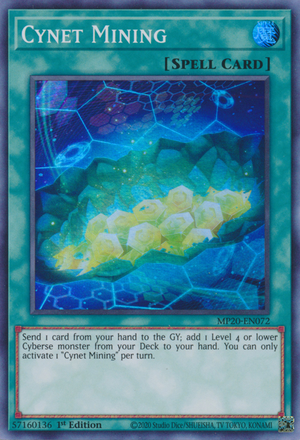 Cynet Mining
[Spell Card]
MP20-EN072
Send 1 card from your hand to the GY; add 1 Level 4 or lower
Cyberse monster from your Deck to your hand. You can only
activate 1 "Cynet Mining" per turn.
57160136 1st Edition ©2020 Studio Dice/SHUEISHA, TV TOKYO, KONAMI